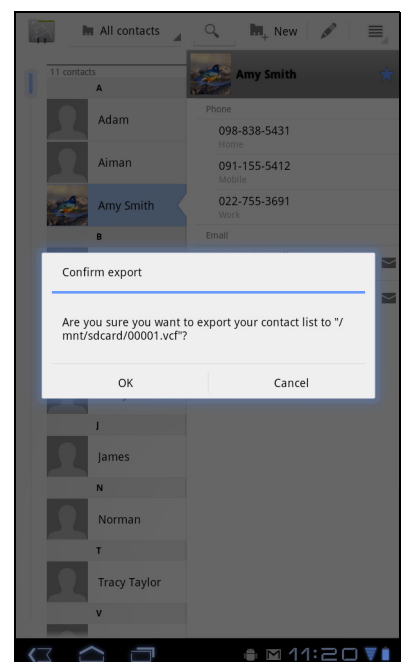 All contacts
New
11 contacts
A
Amy Smith
Adam
Phone
098-838-5431
Home
Aiman
091-155-5412
Mobile
Amy Smith
022-755-3691
Work
B
Email
Confirm export
Are you sure you want to export your contact list to "/
mnt/sdcard/00001.vcf"?
OK
Cancel
J
James
N
Norman
T
Tracy Taylor
V
11:20